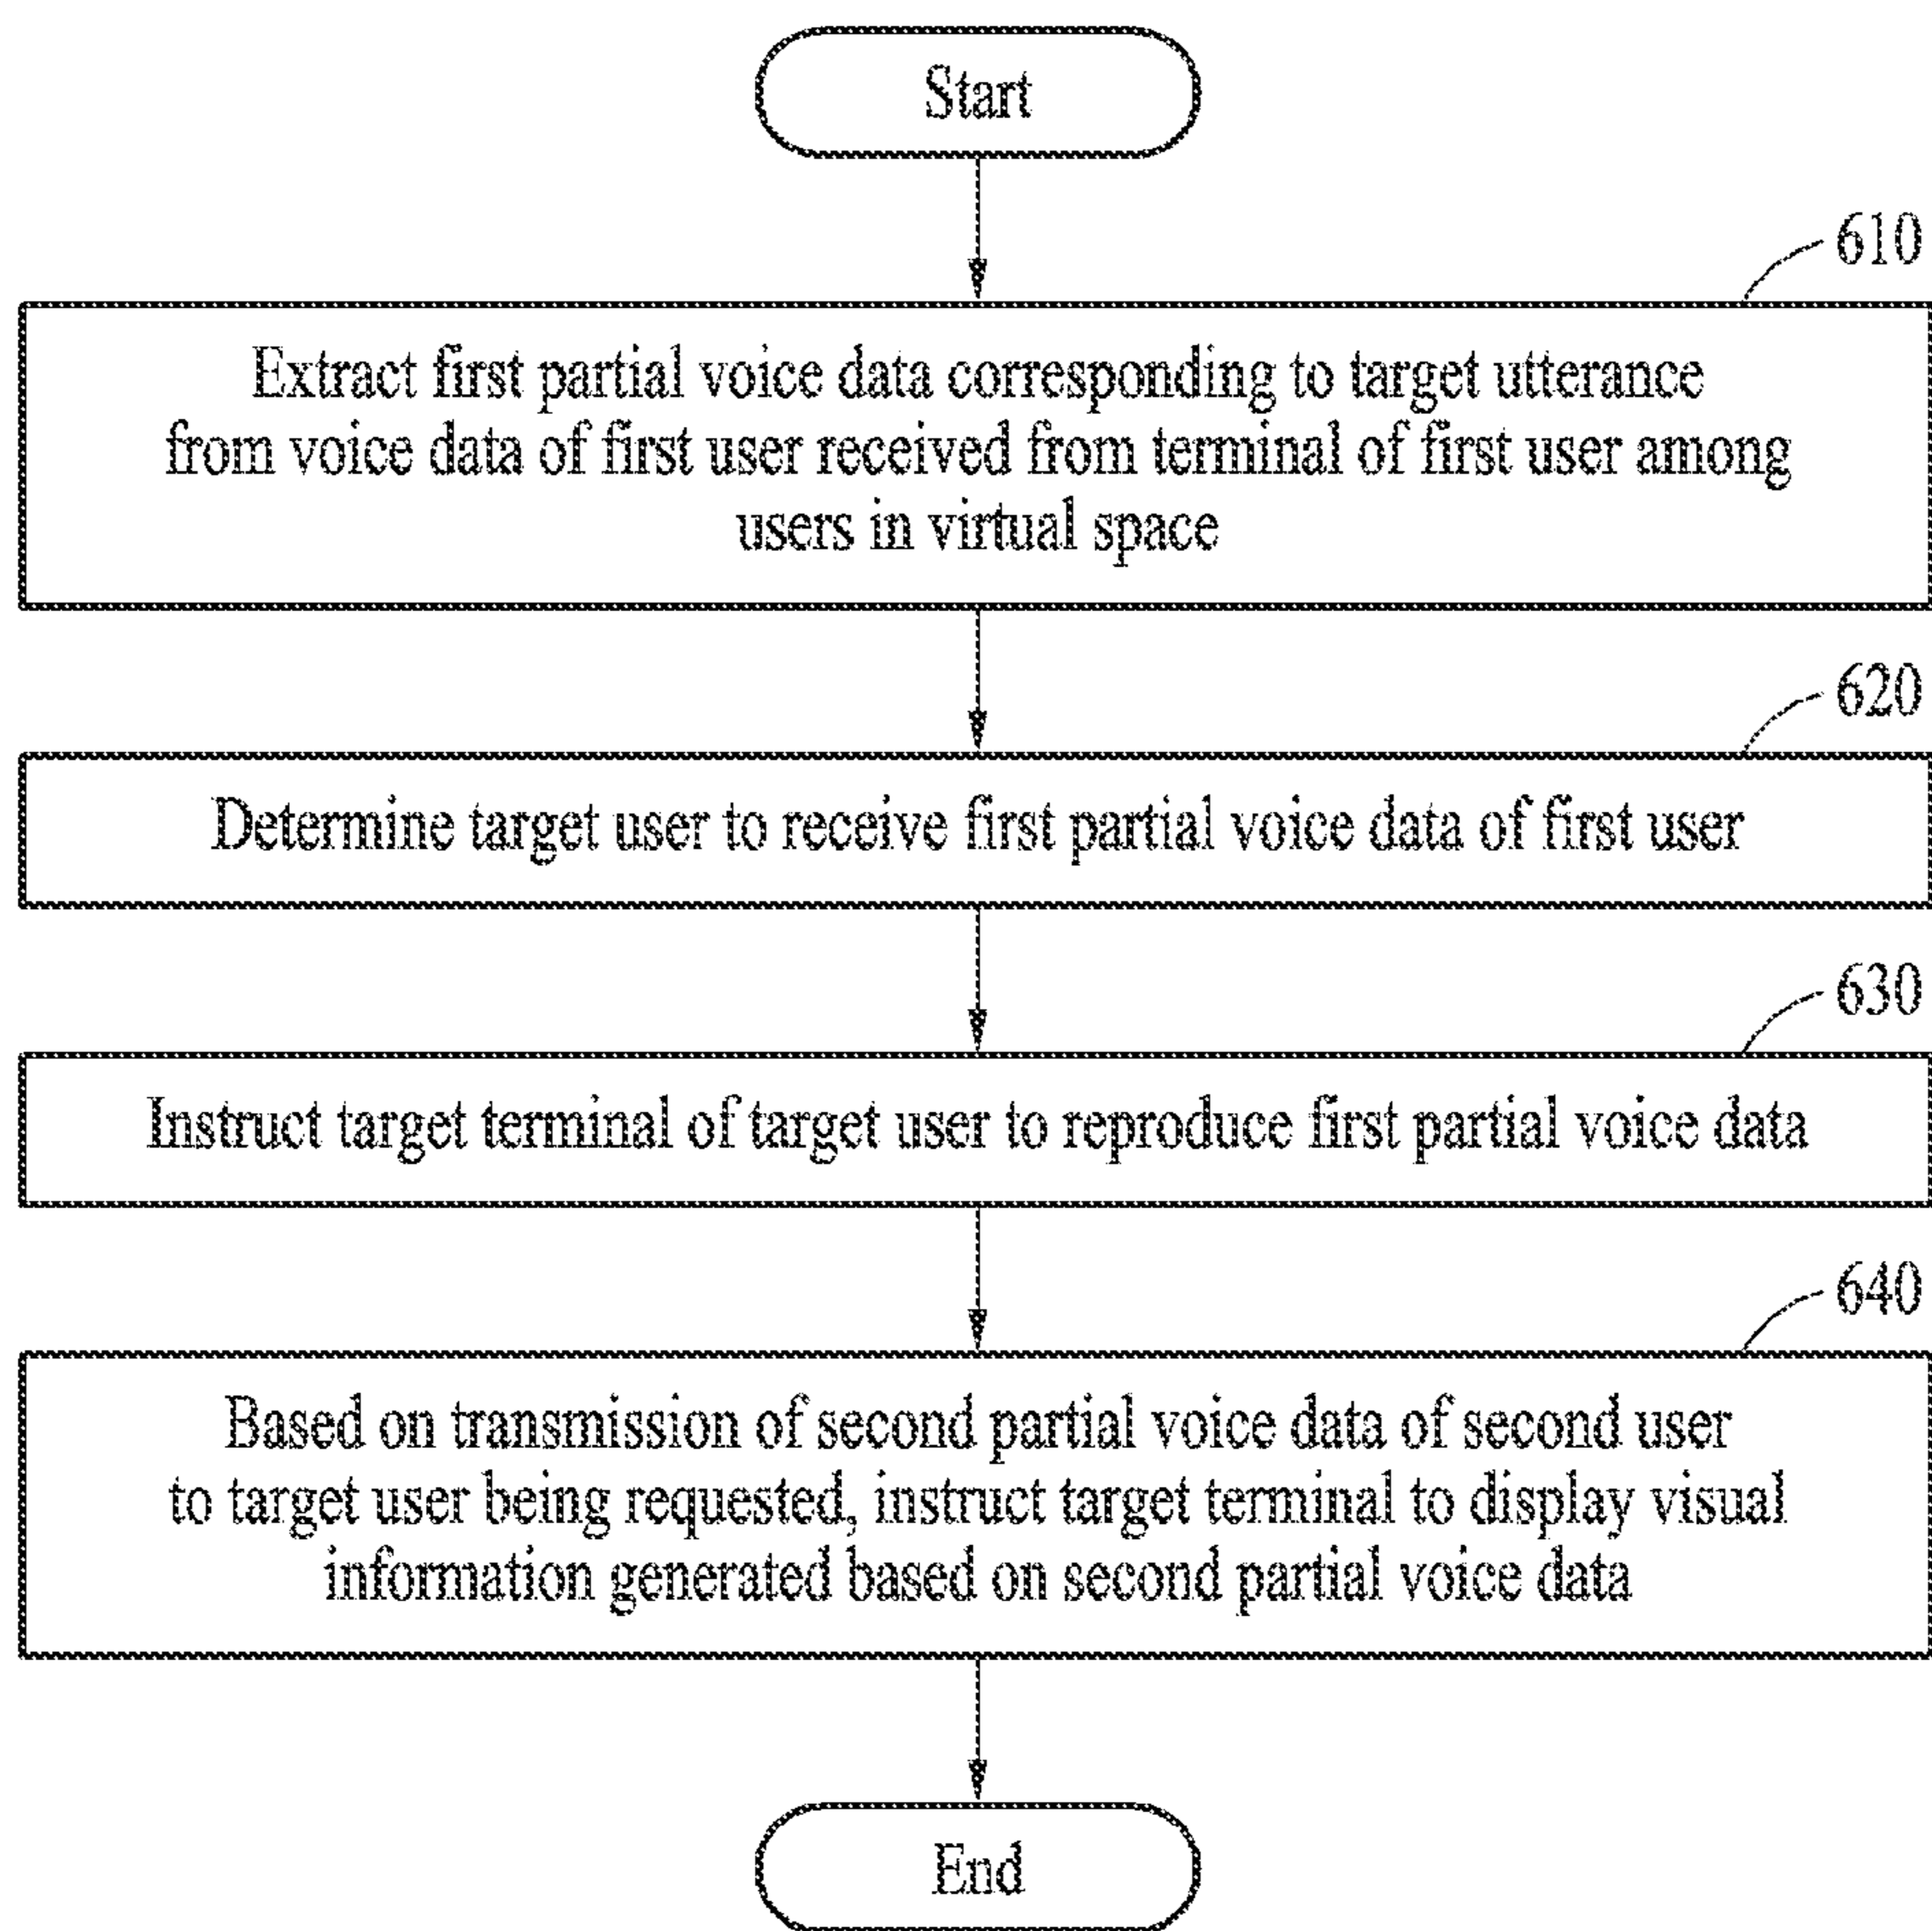 Start
610
Extract first partial voice data corresponding to target utterance
from voice data of first user received from terminal of first user among
users in virtual space
620
Determine target user to receive first partial voice data of first user
630
Instruct target terminal of target user to reproduce first partial voice data
640
Based on transmission of second partial voice data of second user
to target user being requested, instruct target terminal to display visual
information generated based on second partial voice data
End